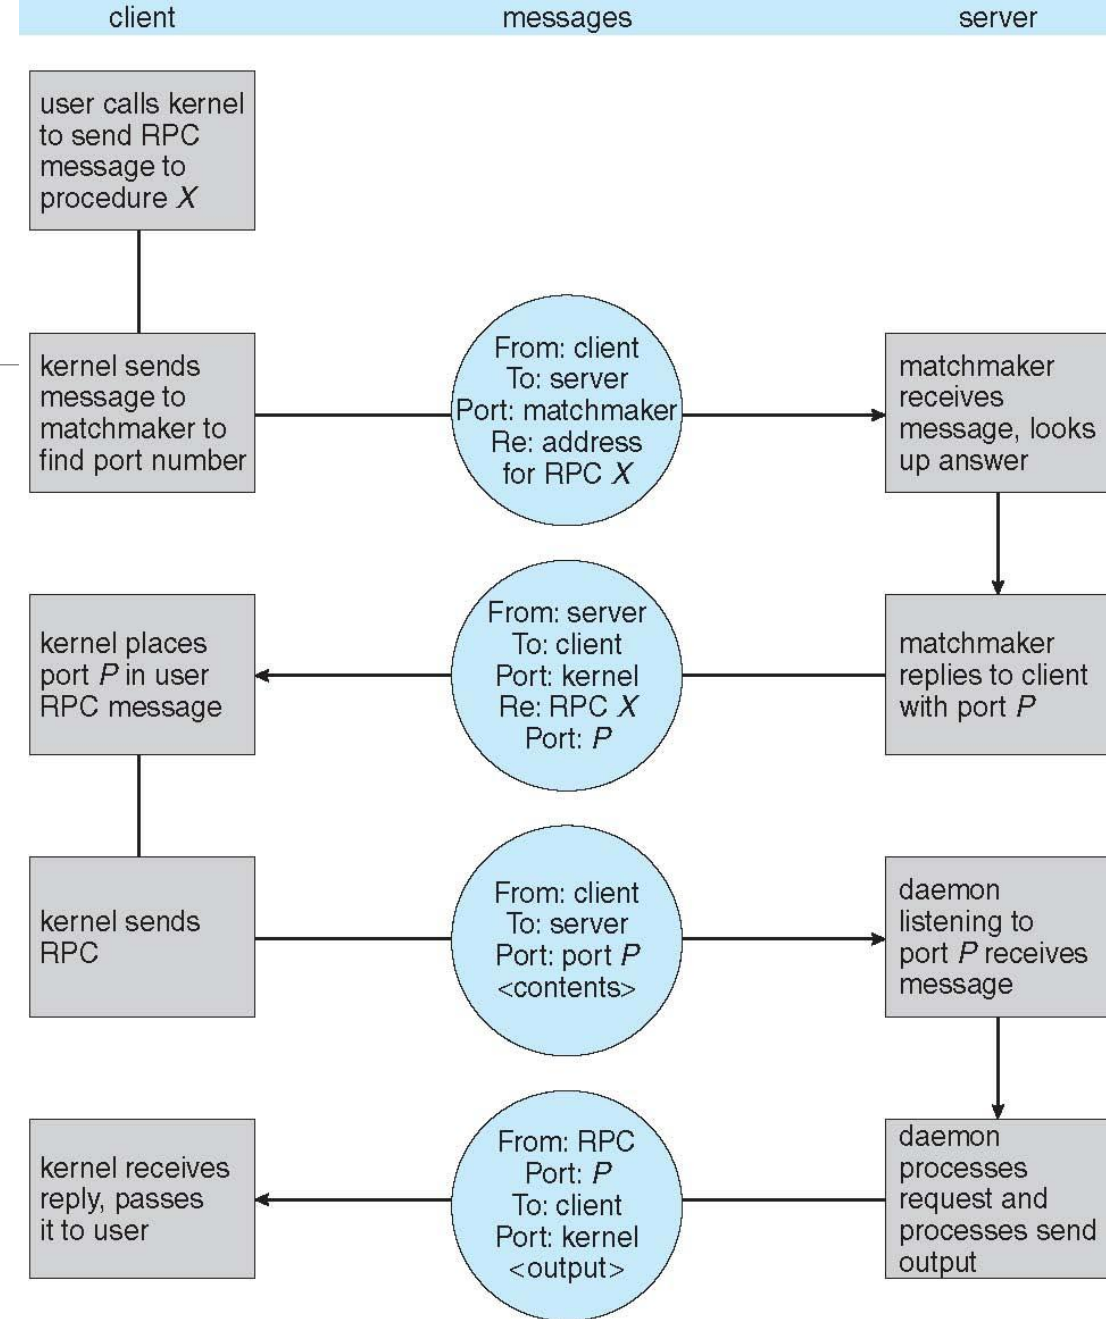 client
messages
server
user calls kernel
to send RPC
message to
procedure X
kernel sends
message to
matchmaker to
find port number
From: client
To: server
Port: matchmaker
Re: address
for RPC X
matchmaker
receives
message, looks
up answer
kernel places
port P in user
RPC message
From: server
To: client
Port: kernel
Re: RPC X
Port: P
matchmaker
replies to client
with port P
kernel sends
RPC
From: client
To: server
Port: port P
<contents>
daemon
listening to
port P receives
message
kernel receives
reply, passes
it to user
From: RPC
Port: P
To: client
Port: kernel
<output>
daemon
processes
request and
processes send
output